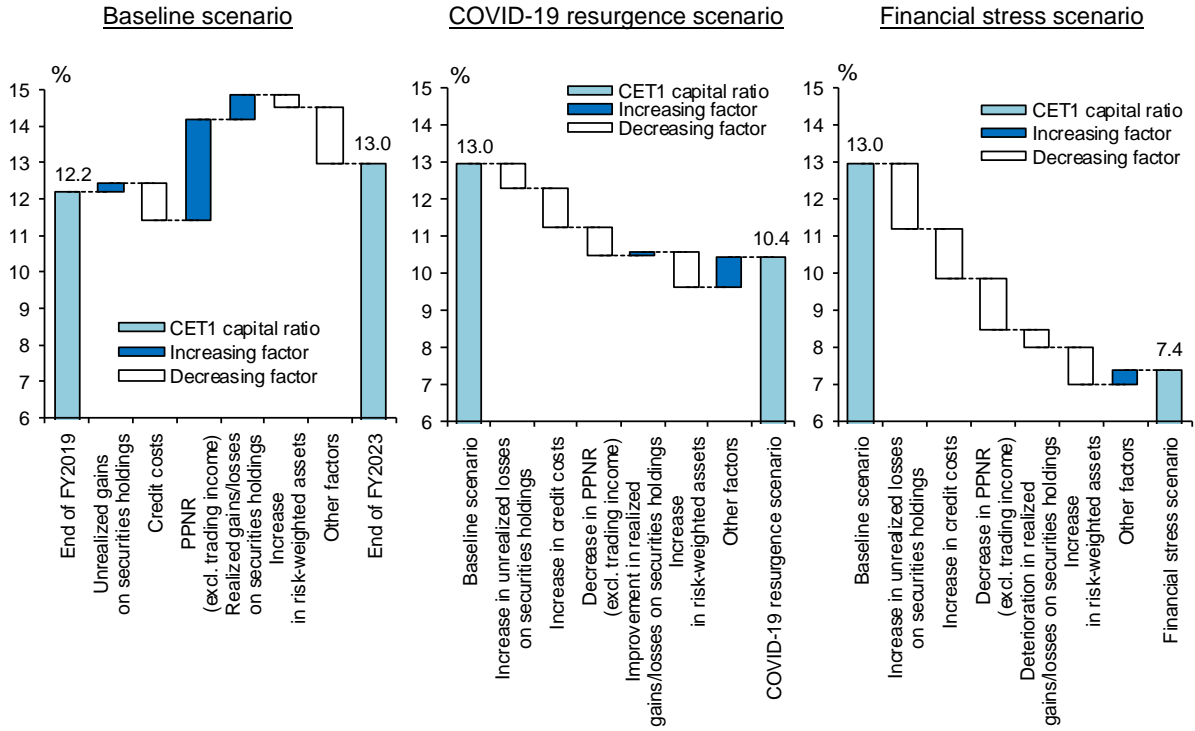 Baseline scenario
%
15
14
13
12
11
10
9
8
7
6
12.2
13.0
CET1 capital ratio
Increasing factor
Decreasing factor
End of FY2019
Unrealized gains
on securities holdings
Credit costs
PPNR
(excl. trading income)
Realized gains/losses
on securities holdings
Increase
in risk-weighted assets
Other factors
End of FY2023
COVID-19 resurgence scenario
%
15
14
13
12
11
10
9
8
7
6
13.0
10.4
CET1 capital ratio
Increasing factor
Decreasing factor
Baseline scenario
Increase in unrealized losses
on securities holdings
Increase in credit costs
Decrease in PPNR
(excl. trading income)
Improvement in realized
gains/losses on securities holdings
Increase
in risk-weighted assets
Other factors
COVID-19 resurgence scenario
Financial stress scenario
%
15
14
13
12
11
10
9
8
7
6
13.0
7.4
CET1 capital ratio
Increasing factor
Decreasing factor
Baseline scenario
Increase in unrealized losses
on securities holdings
Increase in credit costs
Decrease in PPNR
(excl. trading income)
Deterioration in realized
gains/losses on securities holdings
Increase
in risk-weighted assets
Other factors
Financial stress scenario